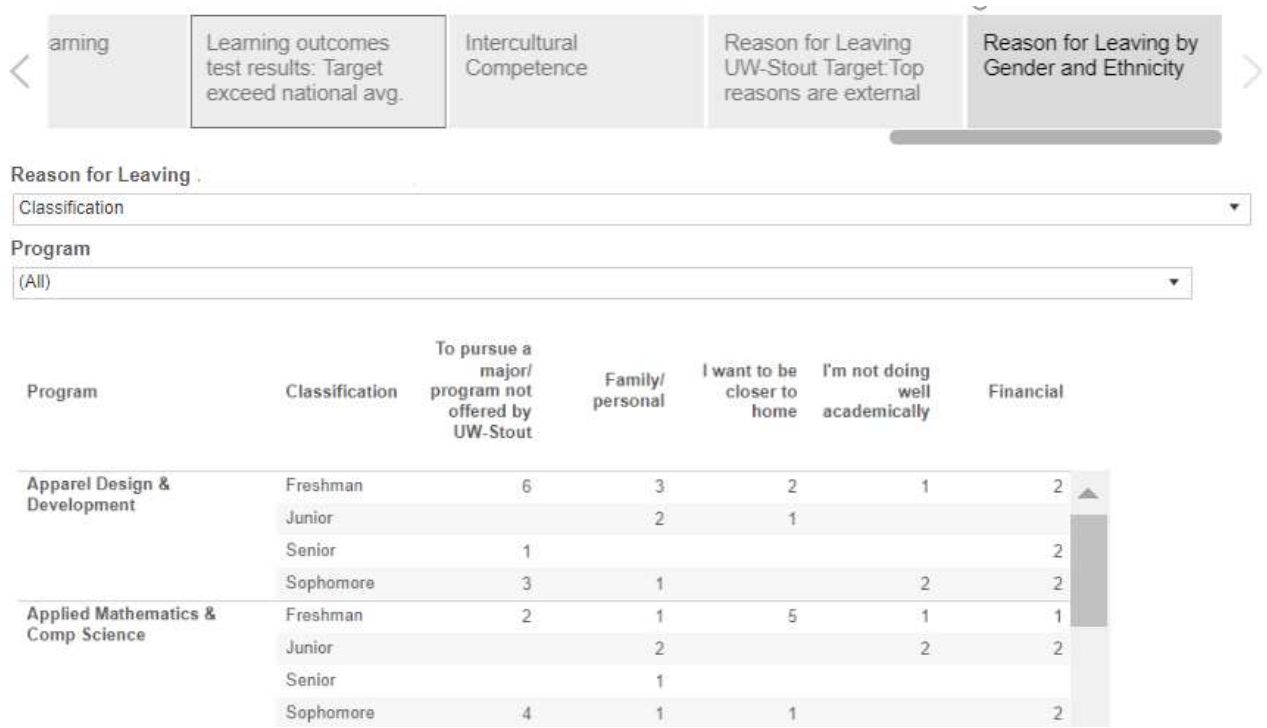 arning
Learning outcomes
test results: Target
exceed national avg.
Intercultural
Competence
Reason for Leaving
UW-Stout Target:Top
reasons are external
Reason for Leaving by
Gender and Ethnicity
Reason for Leaving .
Classification
Program
(All)
Program
Classification
To pursue a
major/
program not
offered by
UW-Stout
Family/
personal
I want to be
closer to
home
I'm not doing
well
academically
Financial
Apparel Design &
Development
Freshman 6 3 2 1 2
Junior 2 1
Senior 1 2
Sophomore 3 1 2 2
Applied Mathematics &
Comp Science
Freshman 2 1 5 1 1
Junior 2 2 2
Senior 1
Sophomore 4 1 1 2